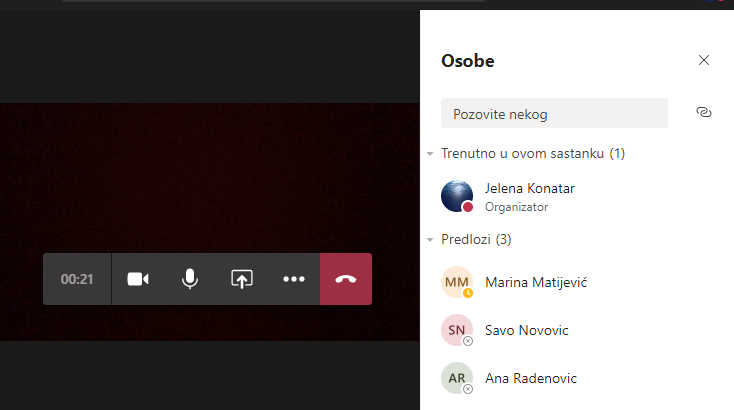 Osobe
Pozovite nekog
Trenutno u ovom sastanku (1)
Jelena Konatar
Organizator
Predlozi (3)
00:21
MM Marina Matijević
SN Savo Novovic
AR Ana Radenovic